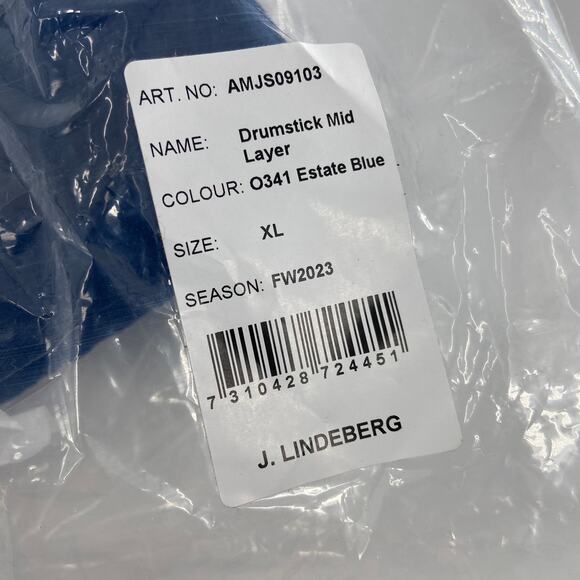 ART. NO: AMJS09103
NAME: Drumstick Mid
Layer
COLOUR: O341 Estate Blue
SIZE: XL
SEASON: FW2023
7 310428 724451
J. LINDEBERG